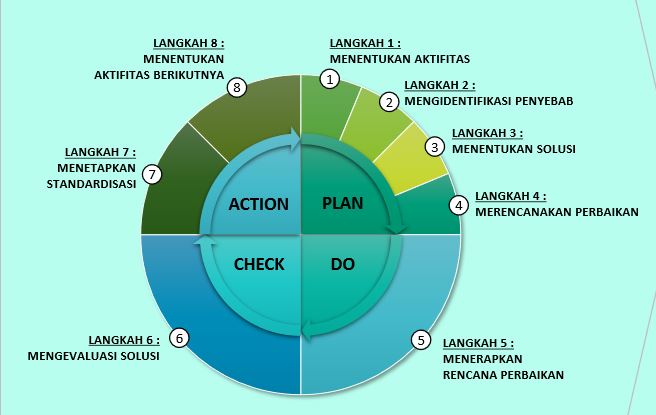 LANGKAH 8 :
MENENTUKAN
AKTIFITAS BERIKUTNYA
8
LANGKAH 1 :
MENENTUKAN AKTIFITAS
1
LANGKAH 2 :
MENGIDENTIFIKASI PENYEBAB
2
LANGKAH 3 :
MENENTUKAN SOLUSI
3
LANGKAH 7 :
MENETAPKAN
STANDARDISASI
7
LANGKAH 4 :
MERENCANAKAN PERBAIKAN
4
ACTION
PLAN
CHECK
DO
LANGKAH 6 :
MENGEVALUASI SOLUSI
6
5
LANGKAH 5 :
MENERAPKAN
RENCANA PERBAIKAN